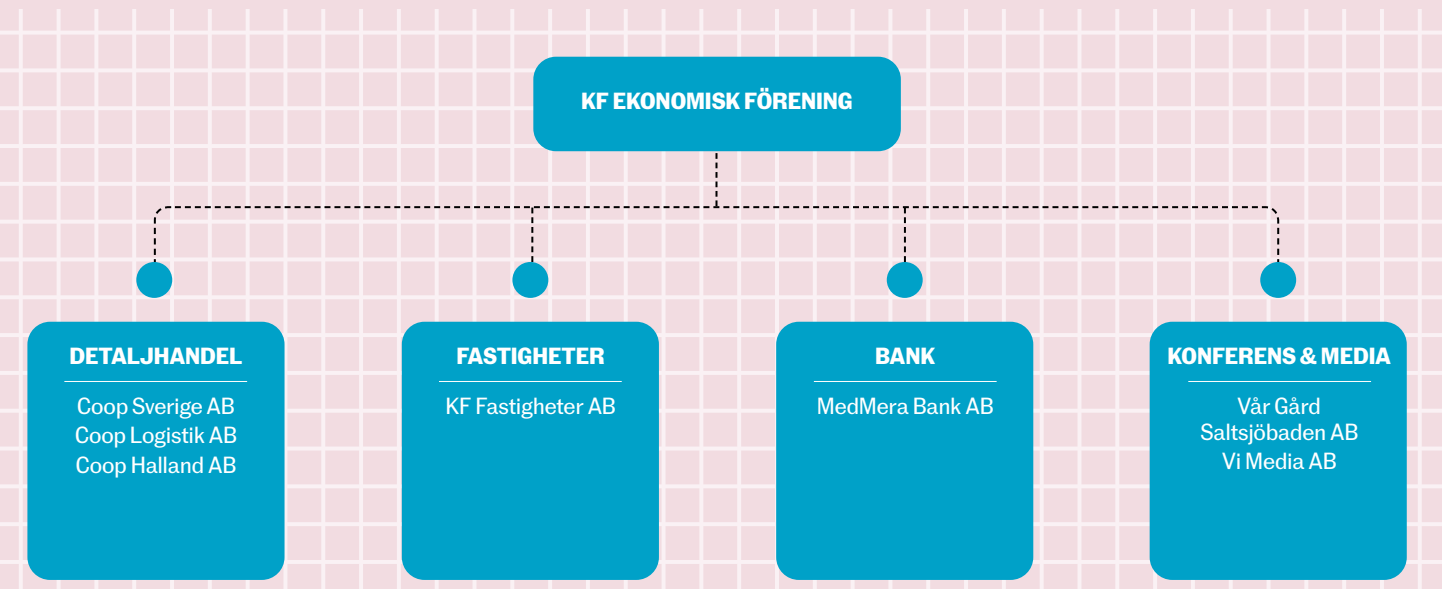 KF EKONOMISK FÖRENING
DETALJHANDEL
Coop Sverige AB
Coop Logistik AB
Coop Halland AB
FASTIGHETER
KF Fastigheter AB
BANK
MedMera Bank AB
KONFERENS & MEDIA
Vår Gård
Saltsjöbaden AB
Vi Media AB